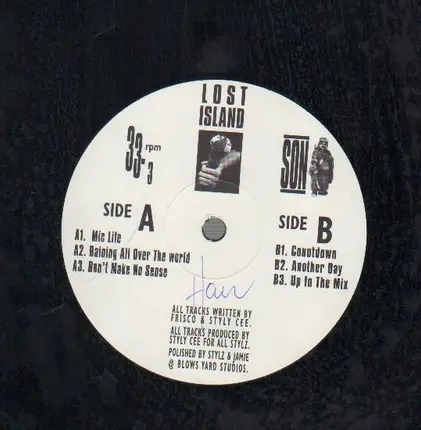 LOST
ISLAND
33.3 rpm
SON
SIDE A
A1. Mic Life
A2. Raining All Over The world
A3. Don't Make No Sense
SIDE B
B1. Countdown
B2. Another Day
B3. Up In The Mix
ALL TRACKS WRITTEN BY
FRISCO & STYLY CEE.
ALL TRACKS PRODUCED BY
STYLY CEE FOR ALL STYLZ.
POLISHED BY STYLZ & JAMIE
@ BLOWS YARD STUDIOS.